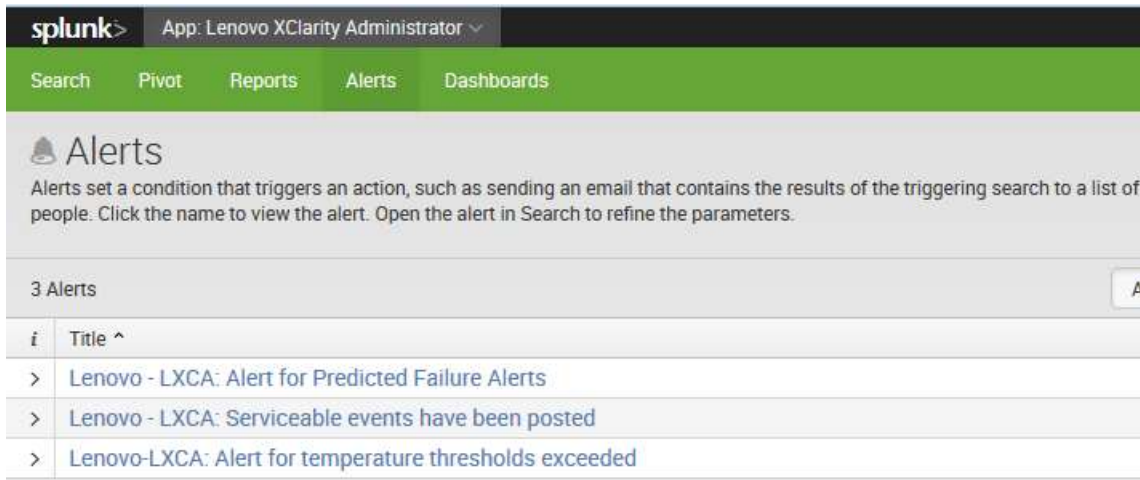 splunk> App: Lenovo XClarity Administrator
Search Pivot Reports Alerts Dashboards
Alerts
Alerts set a condition that triggers an action, such as sending an email that contains the results of the triggering search to a list of
people. Click the name to view the alert. Open the alert in Search to refine the parameters.
3 Alerts A
i Title ^
> Lenovo - LXCA: Alert for Predicted Failure Alerts
> Lenovo - LXCA: Serviceable events have been posted
> Lenovo-LXCA: Alert for temperature thresholds exceeded